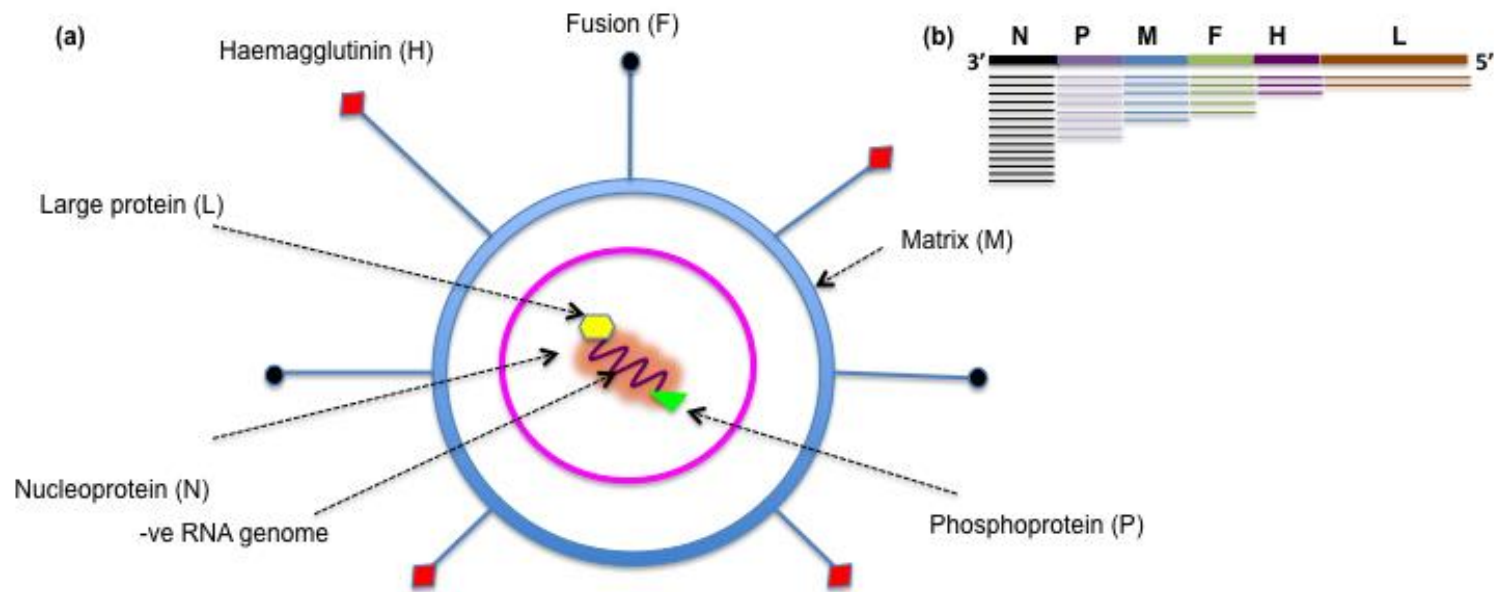 (a)
Haemagglutinin (H)
Fusion (F)
Large protein (L)
Matrix (M)
Nucleoprotein (N)
-ve RNA genome
Phosphoprotein (P)
(b)
N P M F H L
3’ 5’